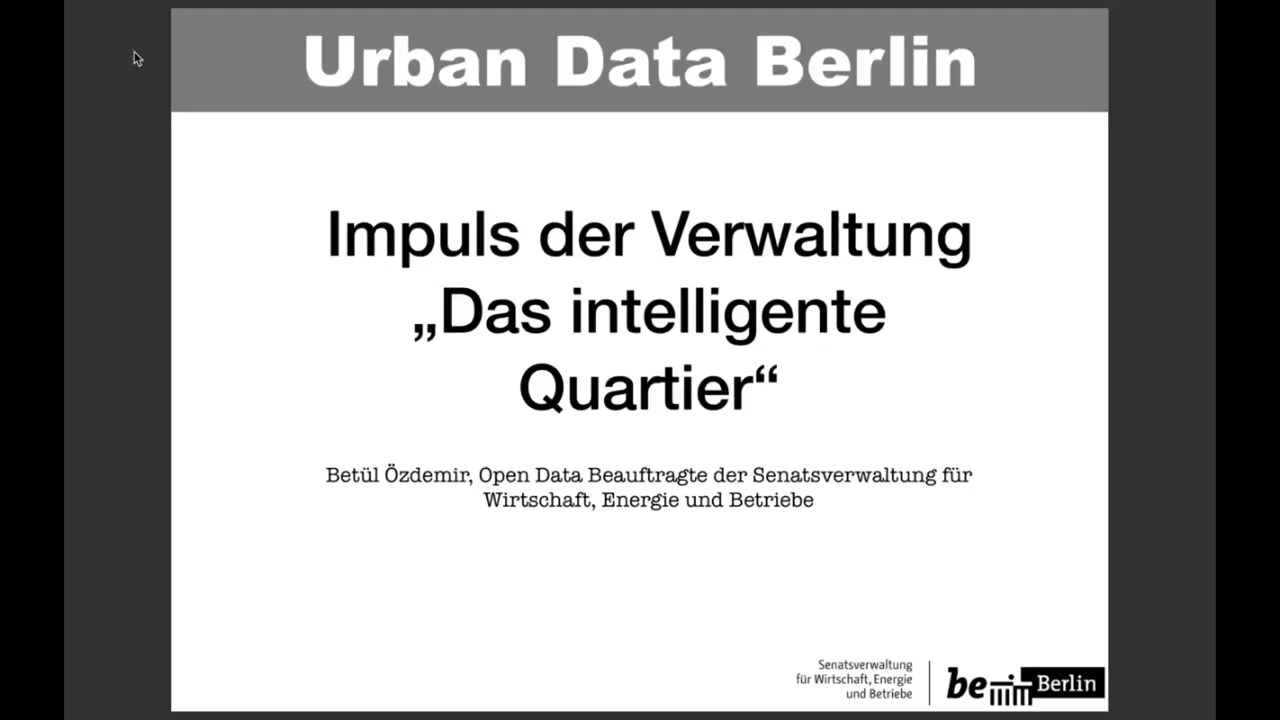 Urban Data Berlin
Impuls der Verwaltung
„Das intelligente
Quartier“
Betül Özdemir, Open Data Beauftragte der Senatsverwaltung für
Wirtschaft, Energie und Betriebe
Senatsverwaltung
für Wirtschaft, Energie
und Betriebe
be Berlin